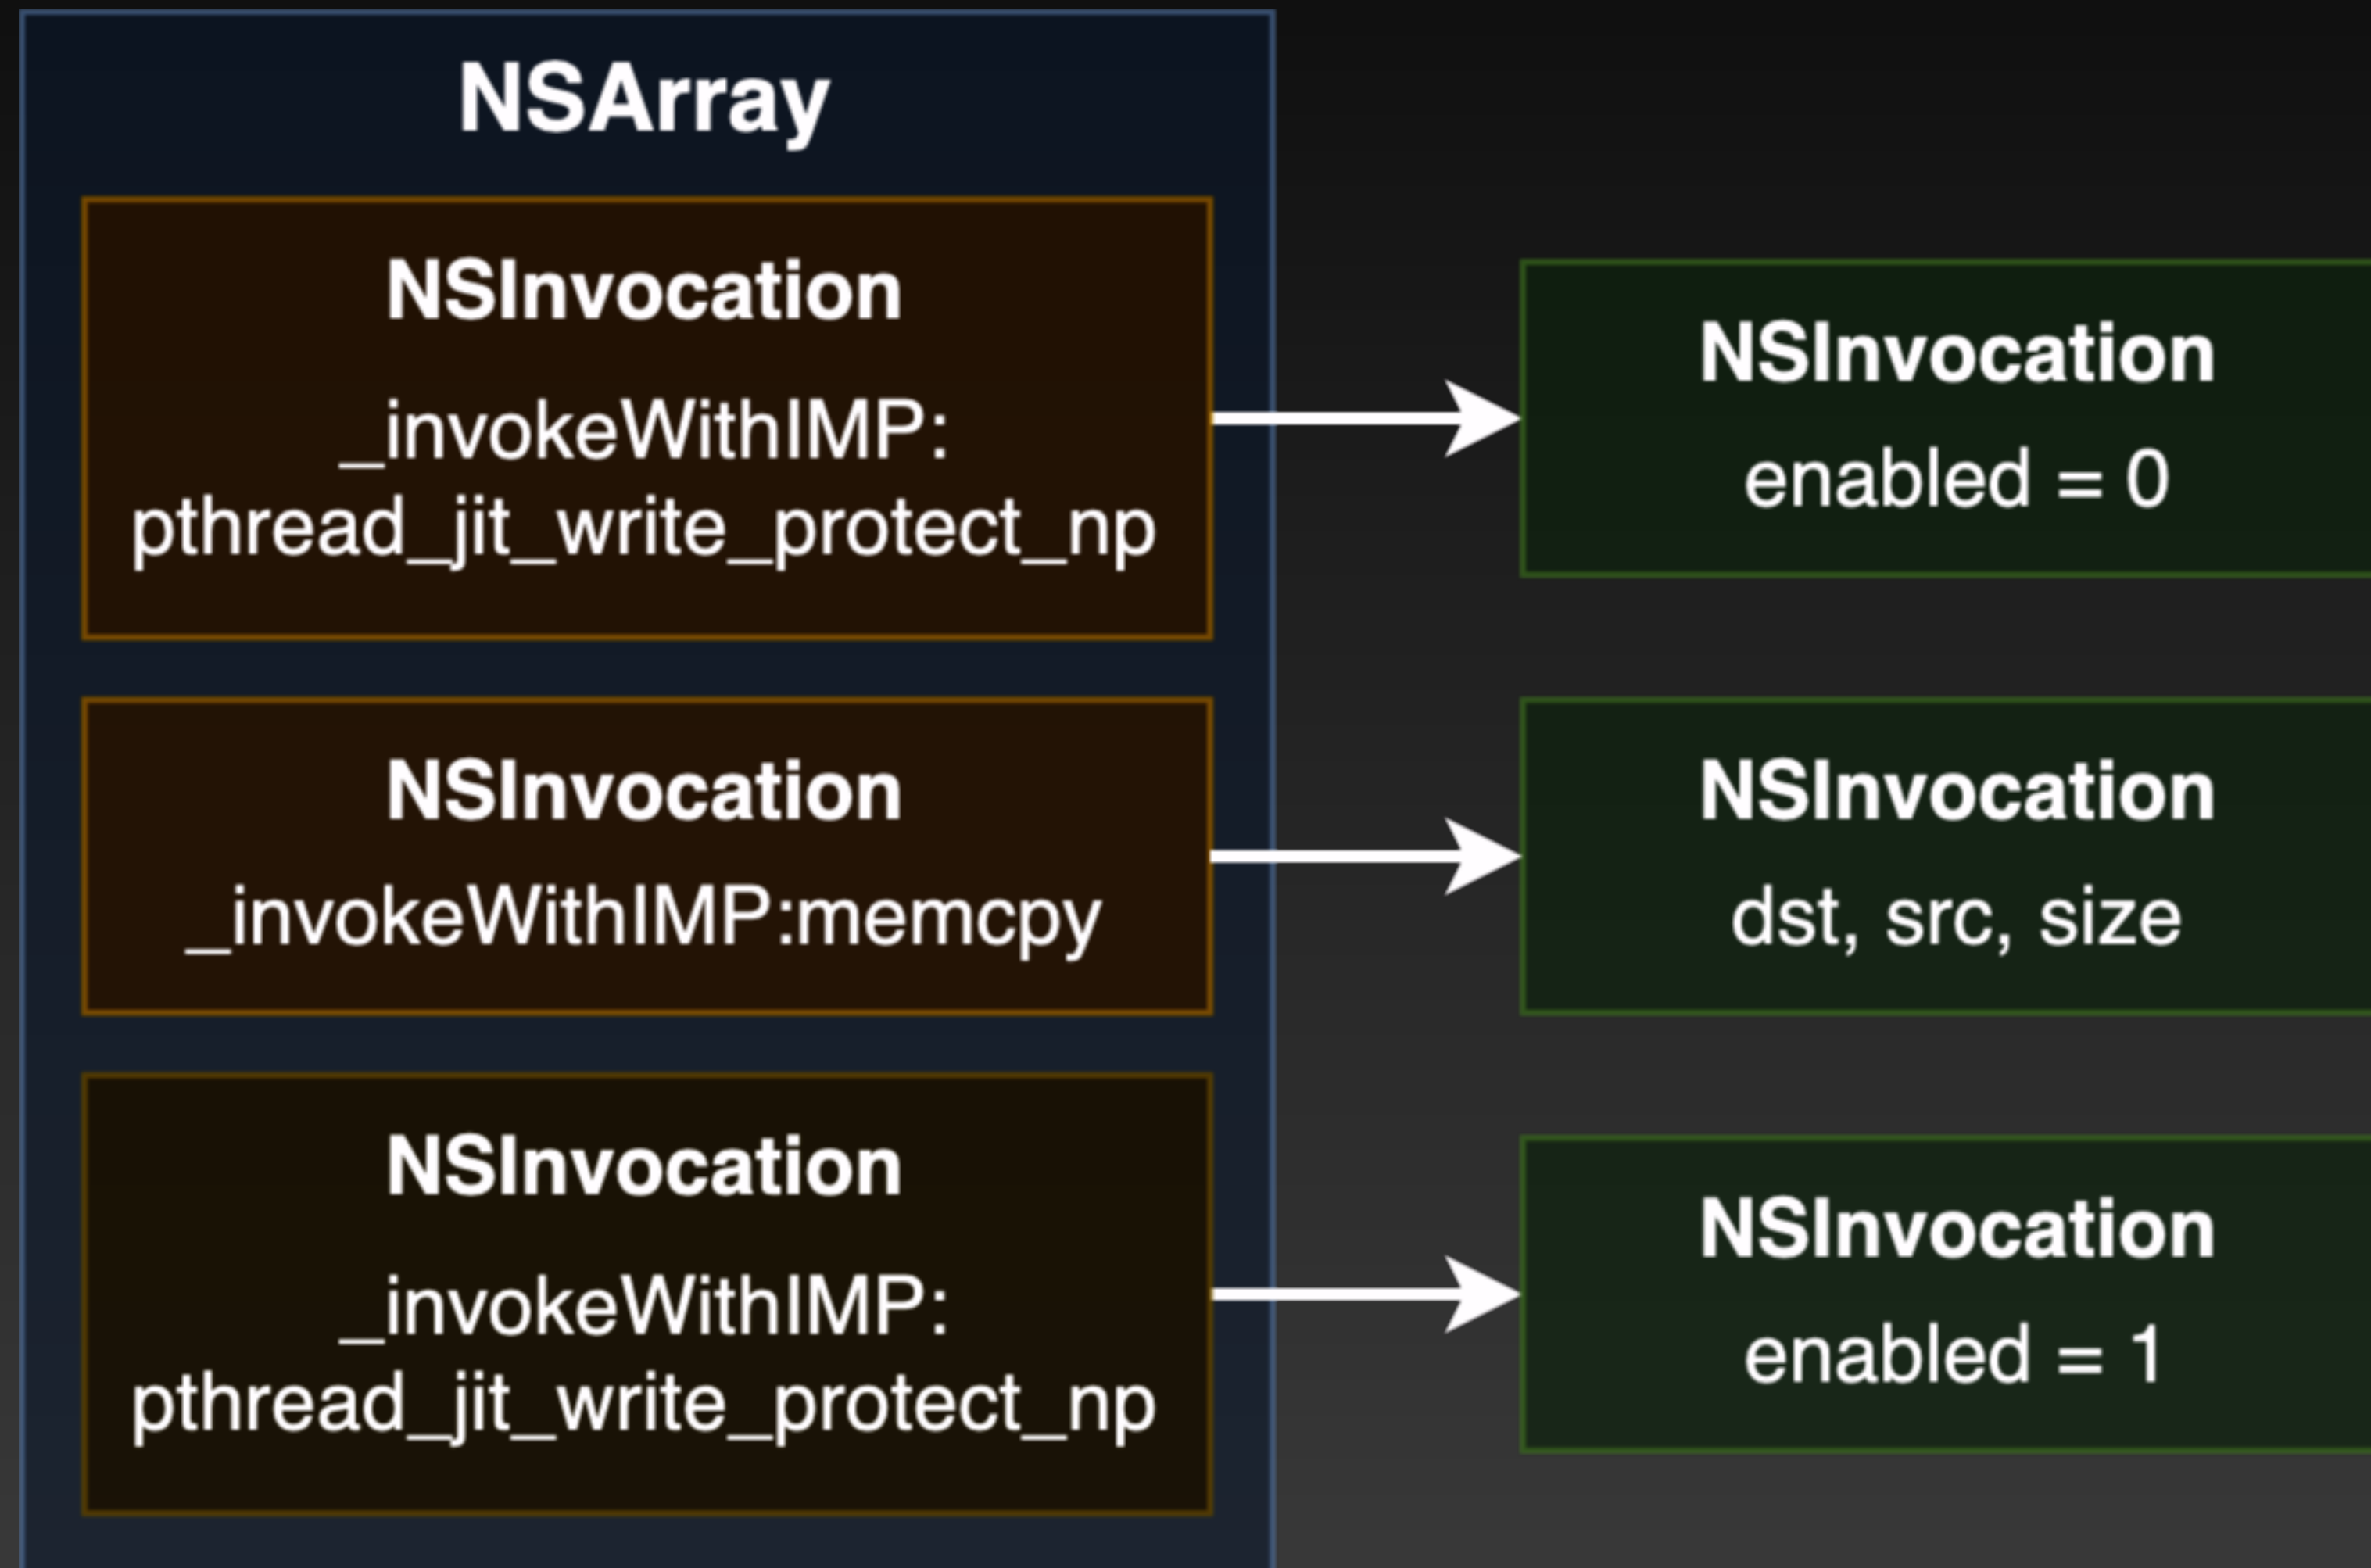 NSArray
NSInvocation
_invokeWithIMP:
pthread_jit_write_protect_np
NSInvocation
enabled = 0
NSInvocation
_invokeWithIMP:memcpy
NSInvocation
dst, src, size
NSInvocation
_invokeWithIMP:
pthread_jit_write_protect_np
NSInvocation
enabled = 1